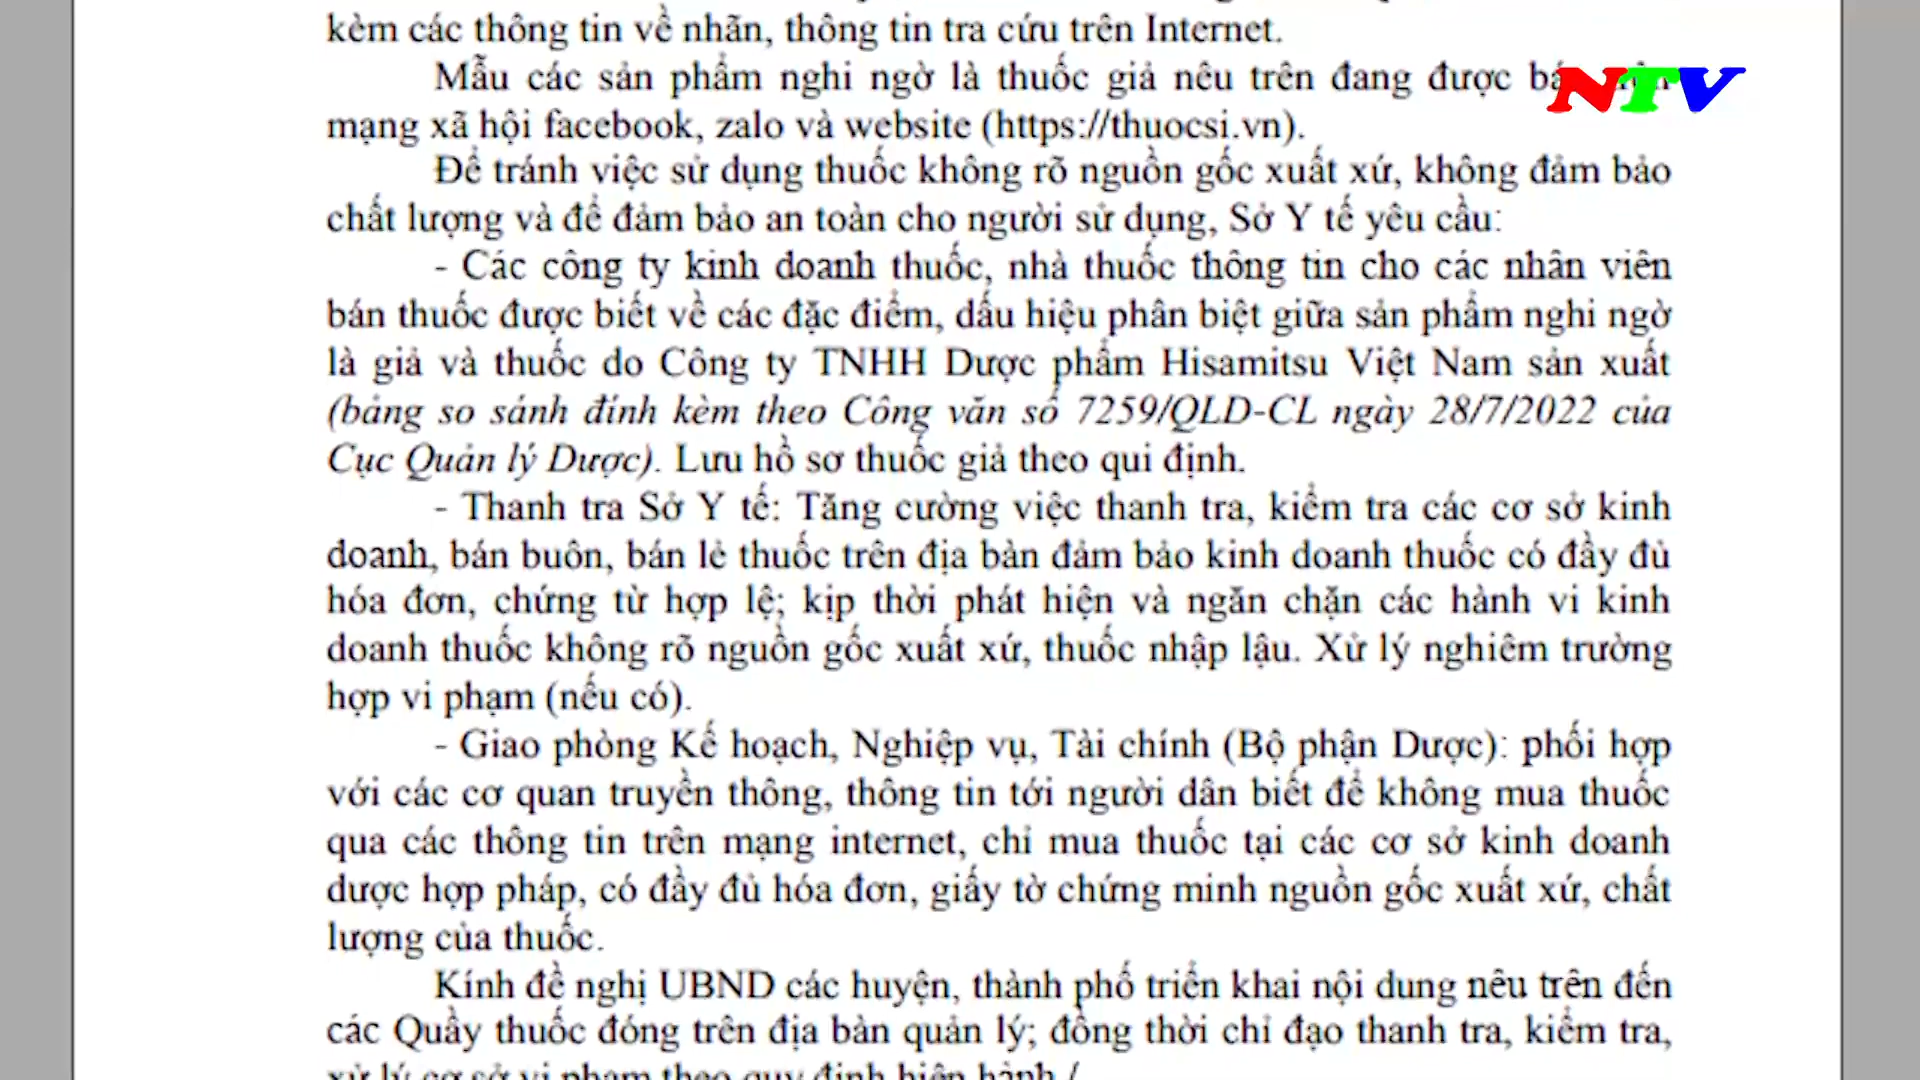 kèm các thông tin về nhãn, thông tin tra cứu trên Internet.
Mẫu các sản phẩm nghi ngờ là thuốc giả nêu trên đang được
NTV
mạng xã hội facebook, zalo và website (https://thuocsi.vn).
Để tránh việc sử dụng thuốc không rõ nguồn gốc xuất xứ, không đảm bảo
chất lượng và để đảm bảo an toàn cho người sử dụng, Sở Y tế yêu cầu:
- Các công ty kinh doanh thuốc, nhà thuốc thông tin cho các nhân viên
bán thuốc được biết về các đặc điểm, dấu hiệu phân biệt giữa sản phẩm nghi ngờ
là giả và thuốc do Công ty TNHH Dược phẩm Hisamitsu Việt Nam sản xuất
(bảng so sánh đính kèm theo Công văn số 7259/QLD-CL ngày 28/7/2022 của
Cục Quản lý Dược). Lưu hồ sơ thuốc giả theo qui định.
- Thanh tra Sở Y tế: Tăng cường việc thanh tra, kiểm tra các cơ sở kinh
doanh, bán buôn, bán lẻ thuốc trên địa bàn đảm bảo kinh doanh thuốc có đầy đủ
hóa đơn, chứng từ hợp lệ; kịp thời phát hiện và ngăn chặn các hành vi kinh
doanh thuốc không rõ nguồn gốc xuất xứ, thuốc nhập lậu. Xử lý nghiêm trường
hợp vi phạm (nếu có).
- Giao phòng Kế hoạch, Nghiệp vụ, Tài chính (Bộ phận Dược): phối hợp
với các cơ quan truyền thông, thông tin tới người dân biết để không mua thuốc
qua các thông tin trên mạng internet, chỉ mua thuốc tại các cơ sở kinh doanh
dược hợp pháp, có đầy đủ hóa đơn, giấy tờ chứng minh nguồn gốc xuất xứ, chất
lượng của thuốc.
Kính đề nghị UBND các huyện, thành phố triển khai nội dung nêu trên đến
các Quầy thuốc đóng trên địa bàn quản lý; đồng thời chỉ đạo thanh tra, kiểm tra,
xử lý cơ sở vi phạm theo quy định hiện hành./